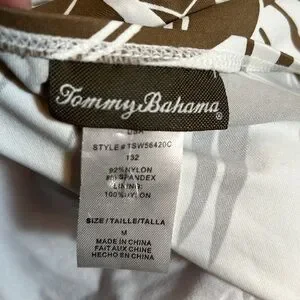 Tommy Bahama®
USA
STYLE # TSW56420C
132
92% NYLON
8% SPANDEX
LINING:
100% NYLON
SIZE/TAILLE/TALLA
M
MADE IN CHINA
FAIT AUX CHINE
HECHO EN CHINA